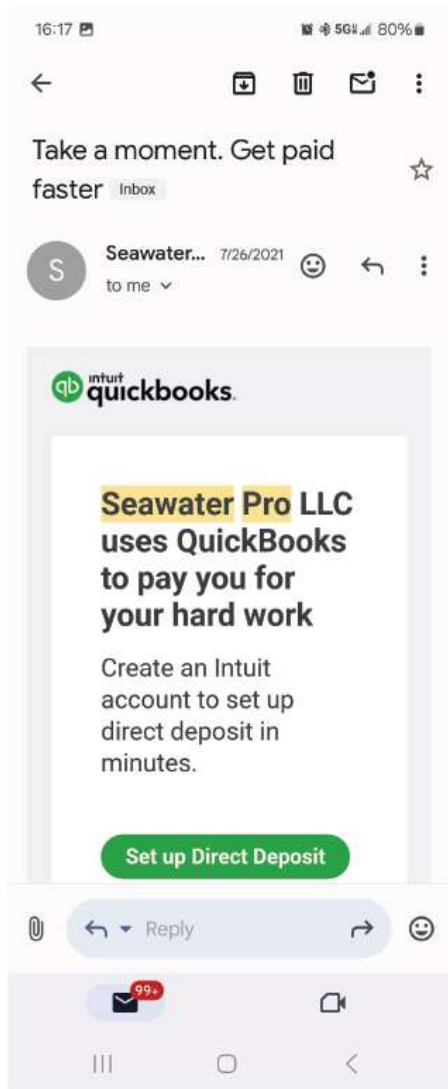 16:17 5G 80%
Take a moment. Get paid
faster Inbox
S Seawater... 7/26/2021
to me
qb intuit
quickbooks.
Seawater Pro LLC
uses QuickBooks
to pay you for
your hard work
Create an Intuit
account to set up
direct deposit in
minutes.
Set up Direct Deposit
Reply
99+